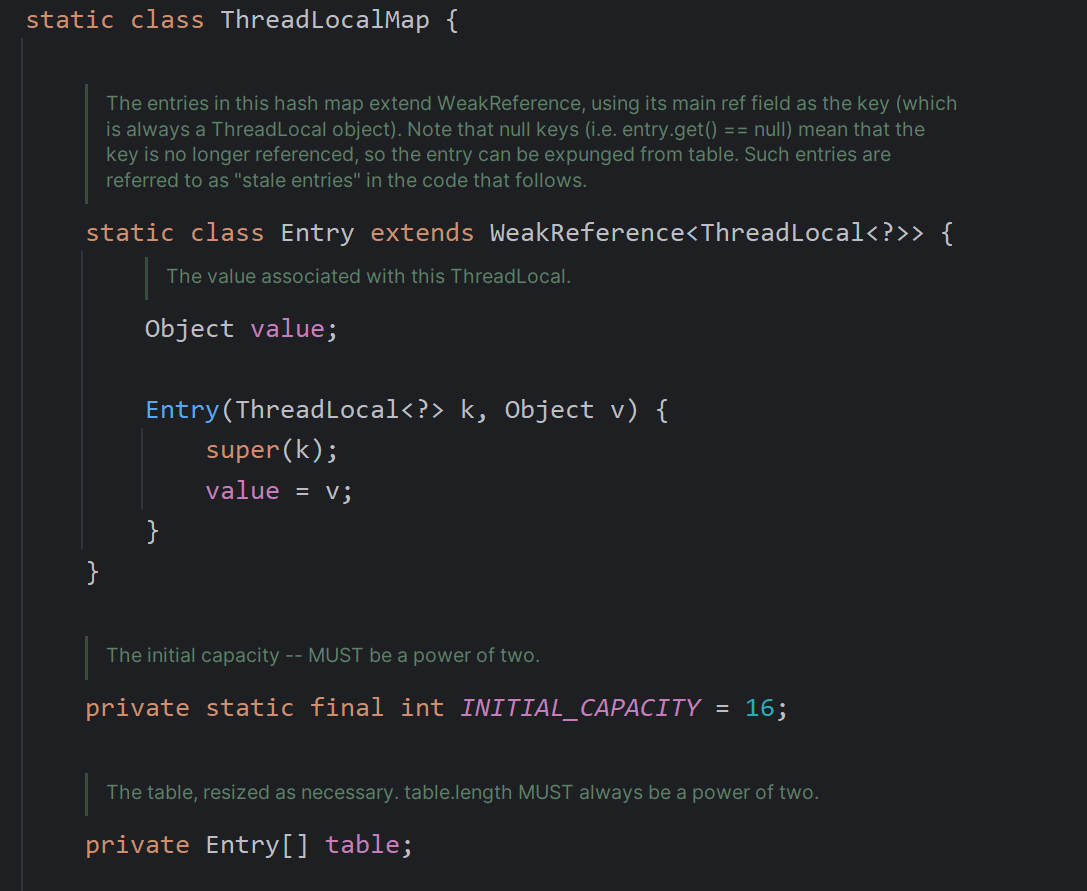 static class ThreadLocalMap {
The entries in this hash map extend WeakReference, using its main ref field as the key (which
is always a ThreadLocal object). Note that null keys (i.e. entry.get() == null) mean that the
key is no longer referenced, so the entry can be expunged from table. Such entries are
referred to as "stale entries" in the code that follows.
static class Entry extends WeakReference<ThreadLocal<?>> {
The value associated with this ThreadLocal.
Object value;
Entry(ThreadLocal<?> k, Object v) {
super(k);
value = v;
}
}
The initial capacity -- MUST be a power of two.
private static final int INITIAL_CAPACITY = 16;
The table, resized as necessary. table.length MUST always be a power of two.
private Entry[] table;